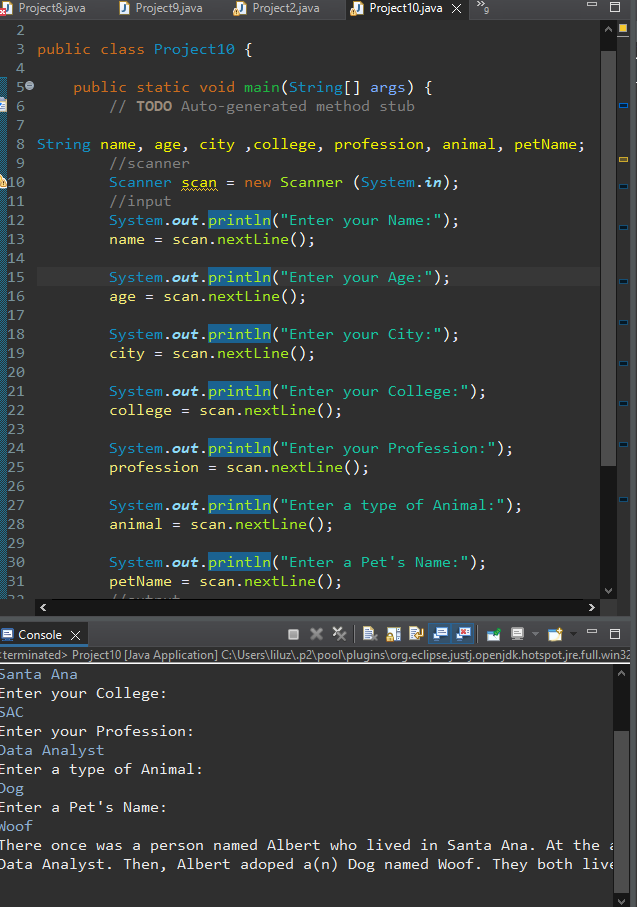 Project8.java Project9.java Project2.java Project10.java 9
2
3 public class Project10 {
4
5 public static void main(String[] args) {
6 // TODO Auto-generated method stub
7
8 String name, age, city ,college, profession, animal, petName;
9 //scanner
10 Scanner scan = new Scanner (System.in);
11 //input
12 System.out.println("Enter your Name:");
13 name = scan.nextLine();
14
15 System.out.println("Enter your Age:");
16 age = scan.nextLine();
17
18 System.out.println("Enter your City:");
19 city = scan.nextLine();
20
21 System.out.println("Enter your College:");
22 college = scan.nextLine();
23
24 System.out.println("Enter your Profession:");
25 profession = scan.nextLine();
26
27 System.out.println("Enter a type of Animal:");
28 animal = scan.nextLine();
29
30 System.out.println("Enter a Pet's Name:");
31 petName = scan.nextLine();
32 //output
Console
<terminated> Project10 [Java Application] C:\Users\liluz\.p2\pool\plugins\org.eclipse.justj.openjdk.hotspot.jre.full.win32
Santa Ana
Enter your College:
SAC
Enter your Profession:
Data Analyst
Enter a type of Animal:
Dog
Enter a Pet's Name:
Woof
There once was a person named Albert who lived in Santa Ana. At the a
Data Analyst. Then, Albert adoped a(n) Dog named Woof. They both live